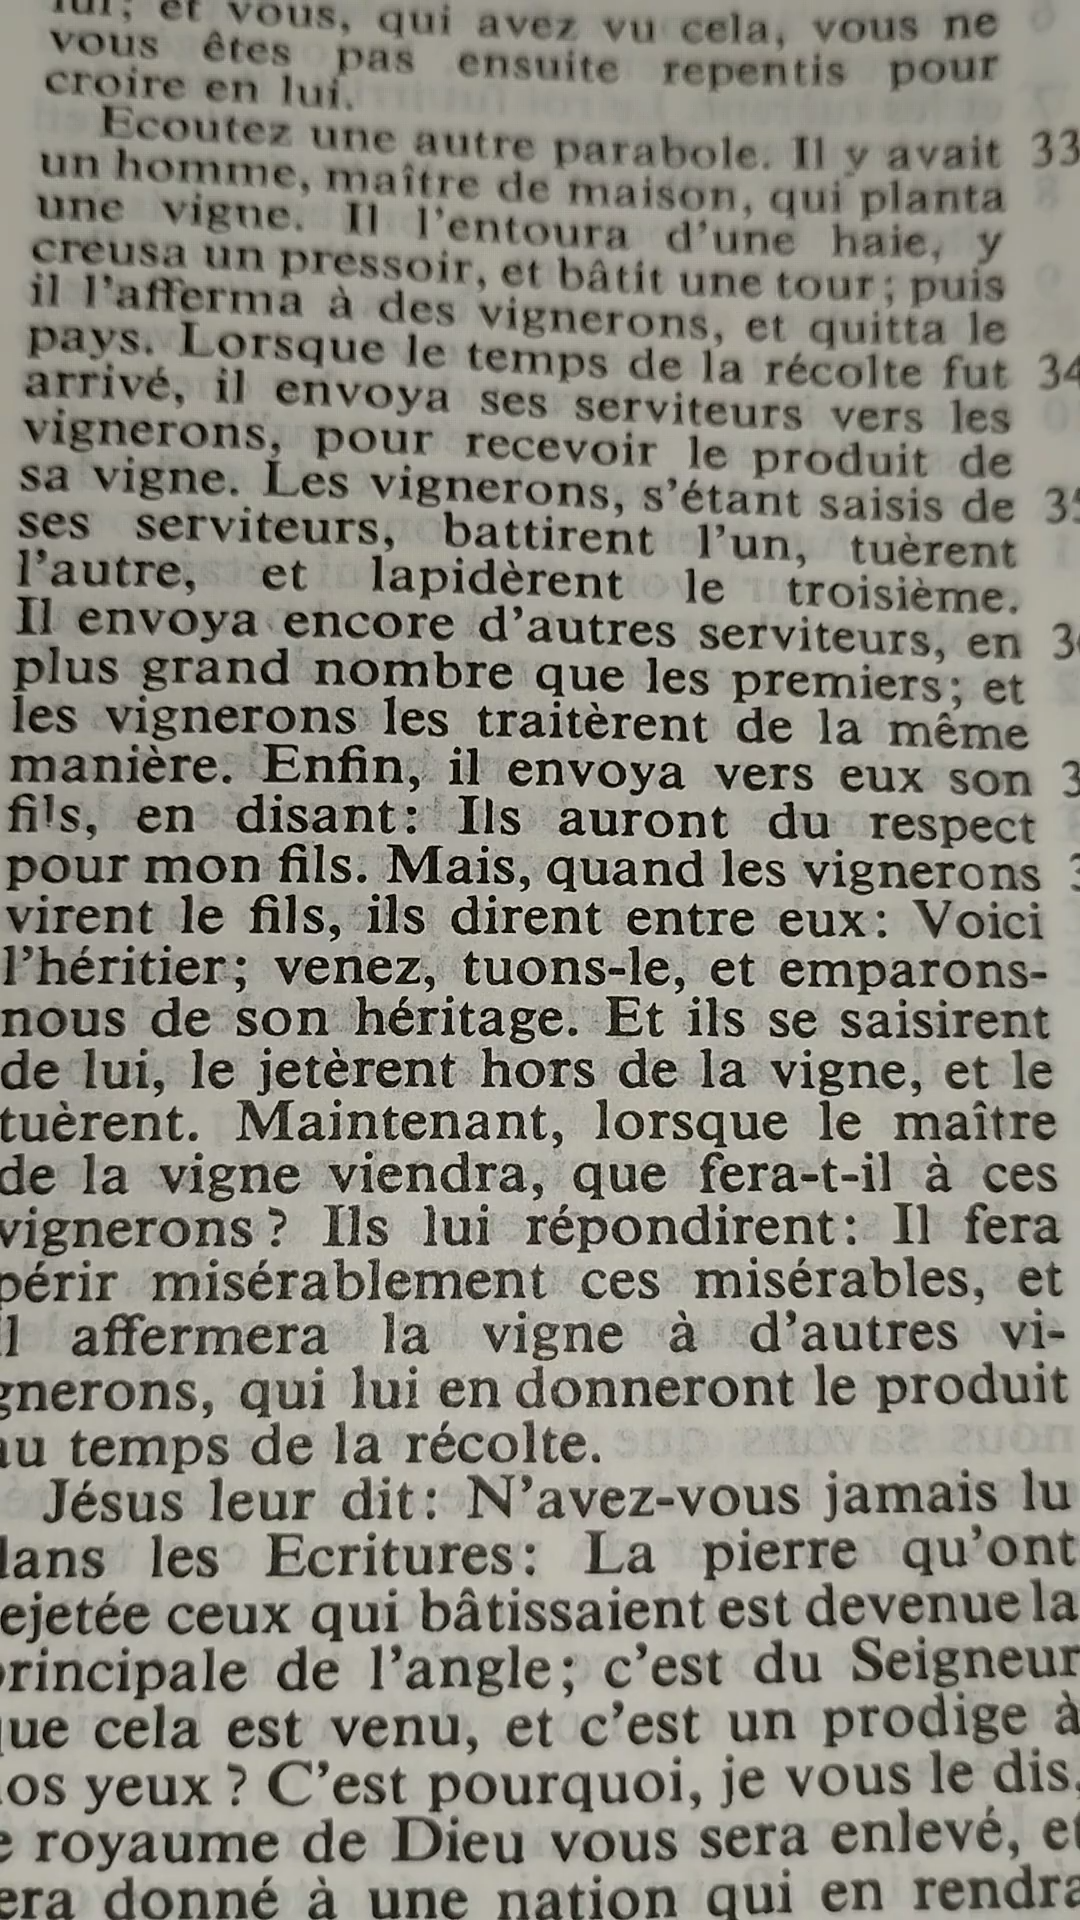 lui; et vous, qui avez vu cela, vous ne
vous êtes pas ensuite repentis pour
croire en lui.
Ecoutez une autre parabole. Il y avait 33
un homme, maître de maison, qui planta
une vigne. Il l'entoura d'une haie, y
creusa un pressoir, et bâtit une tour; puis
il l'afferma à des vignerons, et quitta le
pays. Lorsque le temps de la récolte fut 34
arrivé, il envoya ses serviteurs vers les
vignerons, pour recevoir le produit de
sa vigne. Les vignerons, s'étant saisis de 35
ses serviteurs, battirent l'un, tuèrent
l'autre, et lapidèrent le troisième.
Il envoya encore d'autres serviteurs, en
plus grand nombre que les premiers; et
les vignerons les traitèrent de la même
manière. Enfin, il envoya vers eux son
fils, en disant: Ils auront du respect
pour mon fils. Mais, quand les vignerons
virent le fils, ils dirent entre eux: Voici
l'héritier; venez, tuons-le, et emparons-
nous de son héritage. Et ils se saisirent
de lui, le jetèrent hors de la vigne, et le
tuèrent. Maintenant, lorsque le maître
de la vigne viendra, que fera-t-il à ces
vignerons? Ils lui répondirent: Il fera
périr misérablement ces misérables, et
l affermera la vigne à d'autres vi-
gnerons, qui lui en donneront le produit
au temps de la récolte.
Jésus leur dit: N'avez-vous jamais lu
dans les Ecritures: La pierre qu'ont
ejetée ceux qui bâtissaient est devenue la
principale de l'angle; c'est du Seigneur
que cela est venu, et c'est un prodige à
os yeux? C'est pourquoi, je vous le dis,
e royaume de Dieu vous sera enlevé, et
era donné à une nation qui en rendra